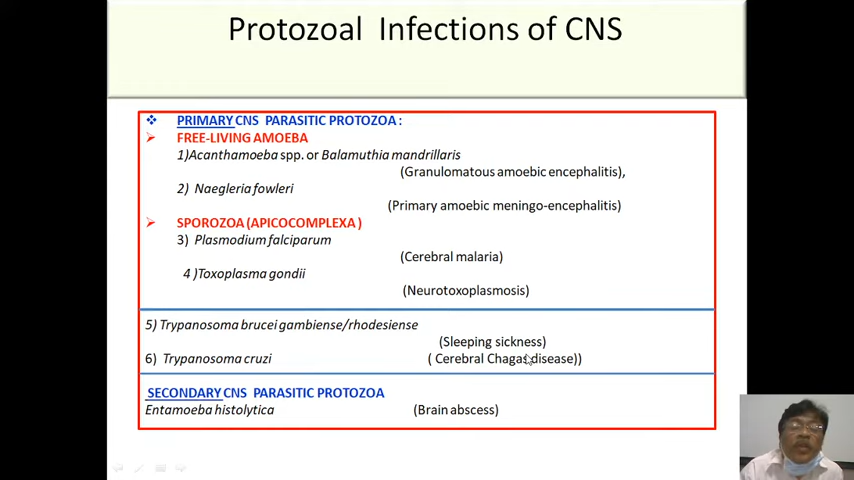 Protozoal Infections of CNS
❖ PRIMARY CNS PARASITIC PROTOZOA :
➢ FREE-LIVING AMOEBA
1)Acanthamoeba spp. or Balamuthia mandrillaris
(Granulomatous amoebic encephalitis),
2) Naegleria fowleri
(Primary amoebic meningo-encephalitis)
➢ SPOROZOA (APICOCOMPLEXA )
3) Plasmodium falciparum
(Cerebral malaria)
4 )Toxoplasma gondii
(Neurotoxoplasmosis)
5) Trypanosoma brucei gambiense/rhodesiense
(Sleeping sickness)
6) Trypanosoma cruzi ( Cerebral Chagas disease))
SECONDARY CNS PARASITIC PROTOZOA
Entamoeba histolytica (Brain abscess)